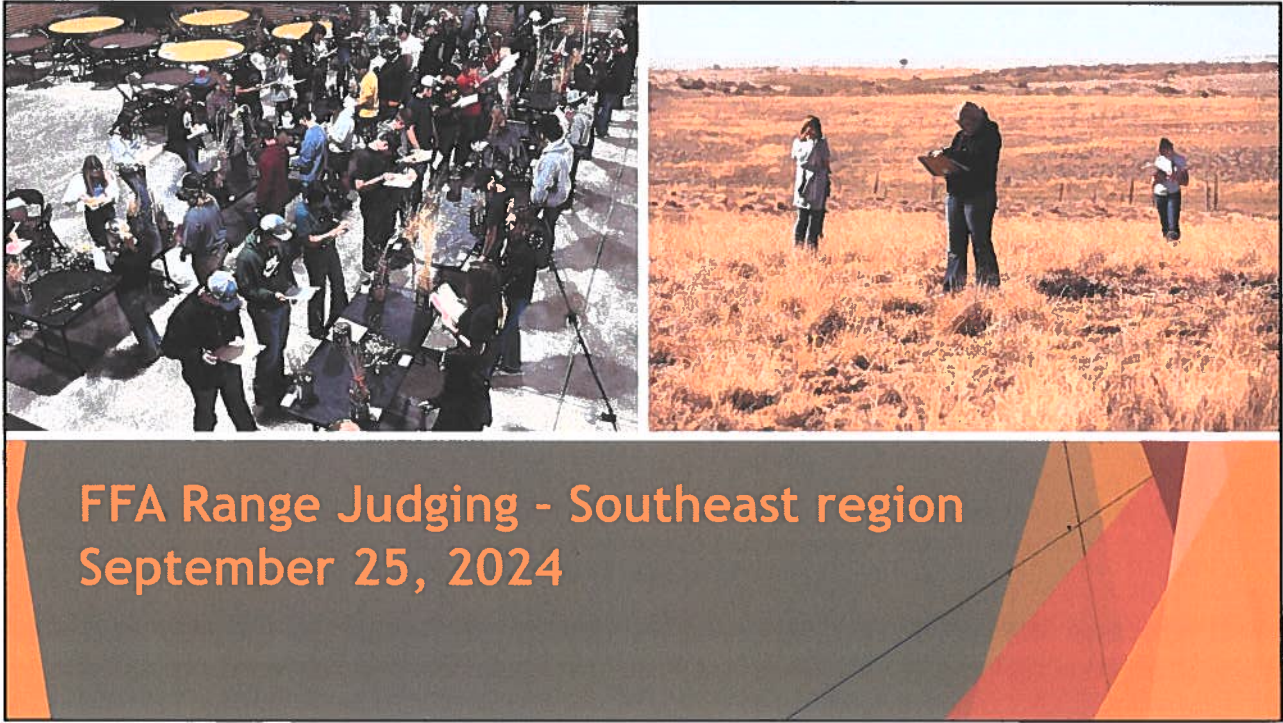 FFA Range Judging – Southeast region
September 25, 2024